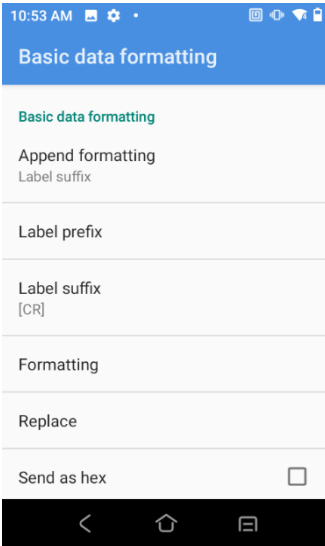 10:53 AM
Basic data formatting
Basic data formatting
Append formatting
Label suffix
Label prefix
Label suffix
[CR]
Formatting
Replace
Send as hex